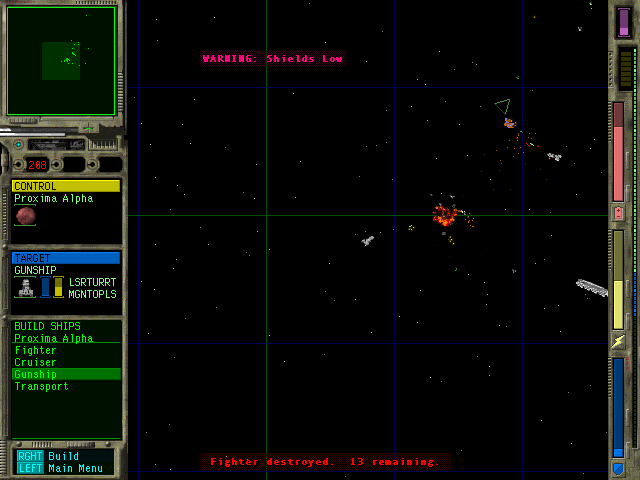 WARNING: Shields Low
208
CONTROL
Proxima Alpha
TARGET
GUNSHIP
LSRTURRT
MGNTOPLS
BUILD SHIPS
Proxima Alpha
Fighter
Cruiser
Gunship
Transport
RGHT Build
LEFT Main Menu
Fighter destroyed. 13 remaining.